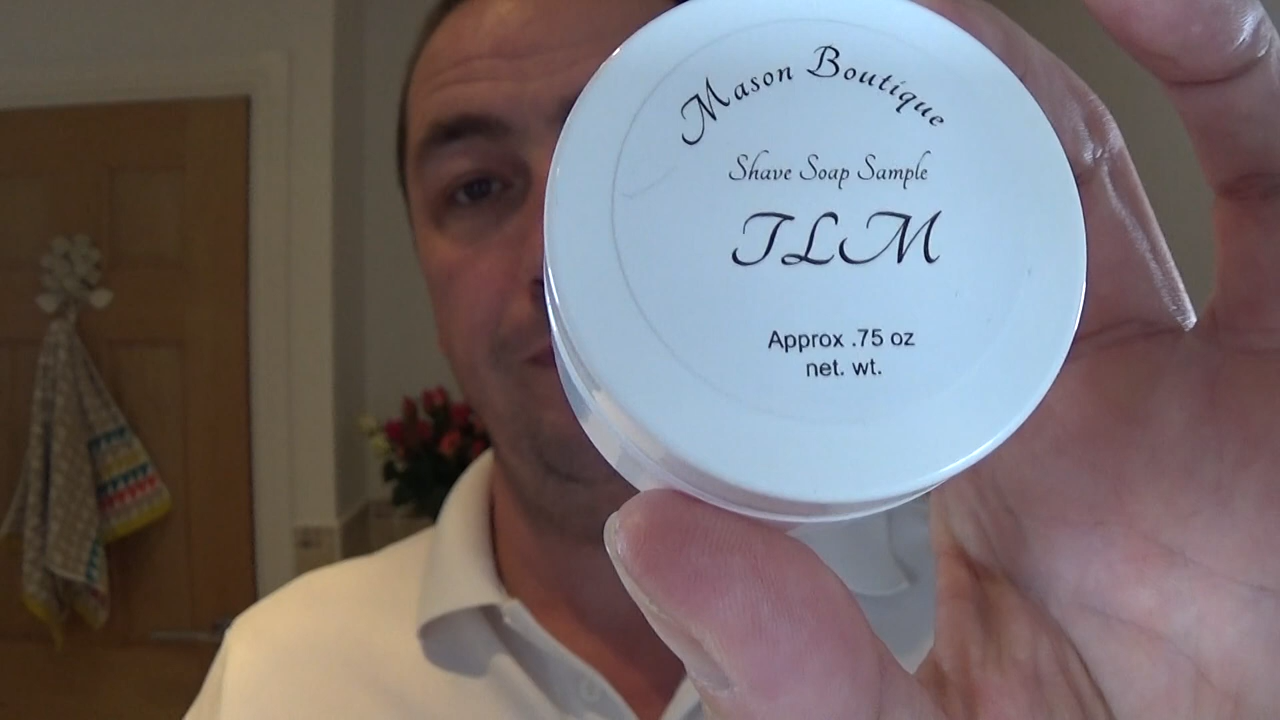 Mason Boutique
Shave Soap Sample
TLM
Approx .75 oz
net. wt.